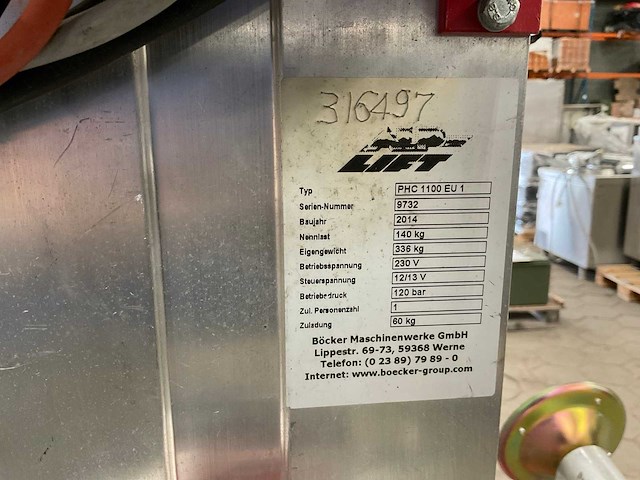 316497
LIFT
Typ PHC 1100 EU 1
Serien-Nummer 9732
Baujahr 2014
Nennlast 140 kg
Eigengewicht 336 kg
Betriebsspannung 230 V
Steuerspannung 12/13 V
Betriebsdruck 120 bar
Zul. Personenzahl 1
Zuladung 60 kg
Böcker Maschinenwerke GmbH
Lippestr. 69-73, 59368 Werne
Telefon: (0 23 89) 79 89 - 0
Internet: www.boecker-group.com